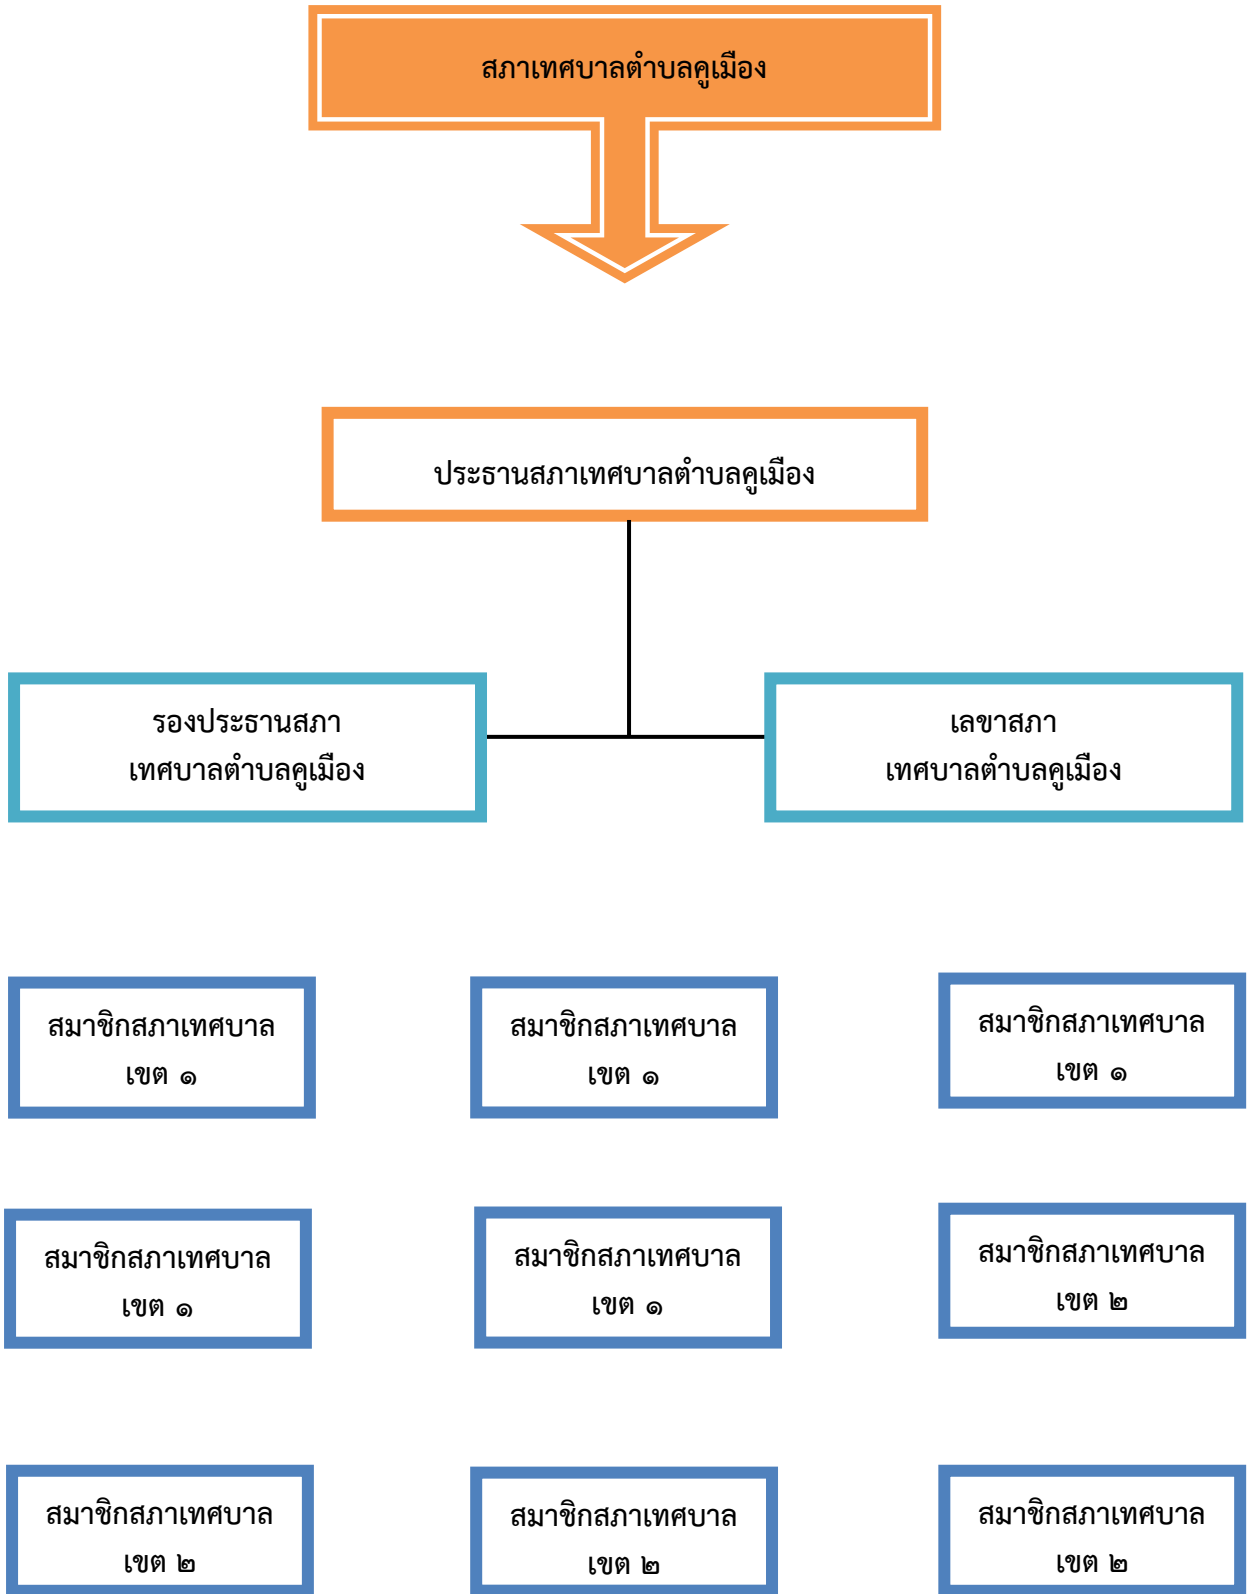 สภาเทศบาลตำบลคูเมือง
ประธานสภาเทศบาลตำบลคูเมือง
รองประธานสภา
เทศบาลตำบลคูเมือง
เลขาสภา
เทศบาลตำบลคูเมือง
สมาชิกสภาเทศบาล
เขต ๑
สมาชิกสภาเทศบาล
เขต ๑
สมาชิกสภาเทศบาล
เขต ๑
สมาชิกสภาเทศบาล
เขต ๑
สมาชิกสภาเทศบาล
เขต ๑
สมาชิกสภาเทศบาล
เขต ๒
สมาชิกสภาเทศบาล
เขต ๒
สมาชิกสภาเทศบาล
เขต ๒
สมาชิกสภาเทศบาล
เขต ๒